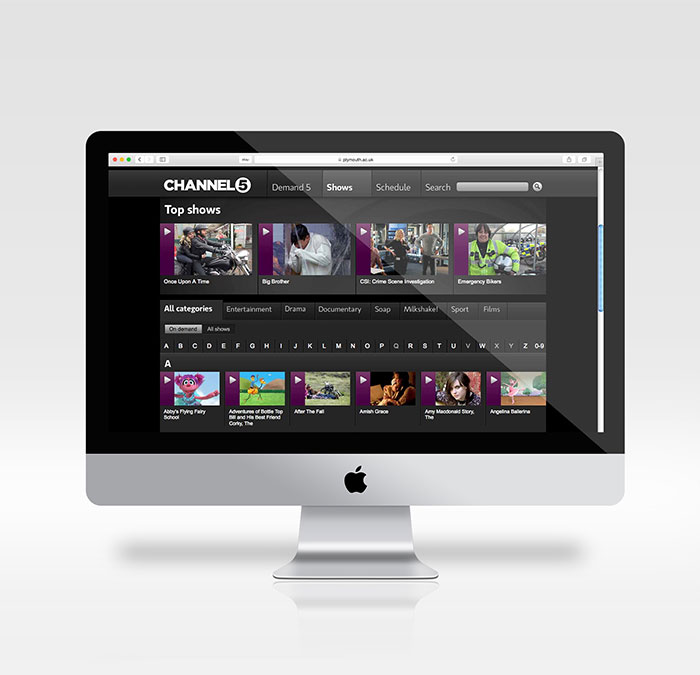 plymouth.ac.uk
CHANNEL 5
Demand 5
Shows
Schedule
Search
Top shows
Once Upon A Time
Big Brother
CSI: Crime Scene Investigation
Emergency Bikers
All categories
Entertainment
Drama
Documentary
Soap
Milkshake!
Sport
Films
On demand
All shows
A B C D E F G H I J K L M N O P Q R S T U V W X Y Z 0-9
A
Abby's Flying Fairy
School
Adventures of Bottle Top
Bill and His Best Friend
Corky, The
After The Fall
Amish Grace
Amy Macdonald Story,
The
Angelina Ballerina